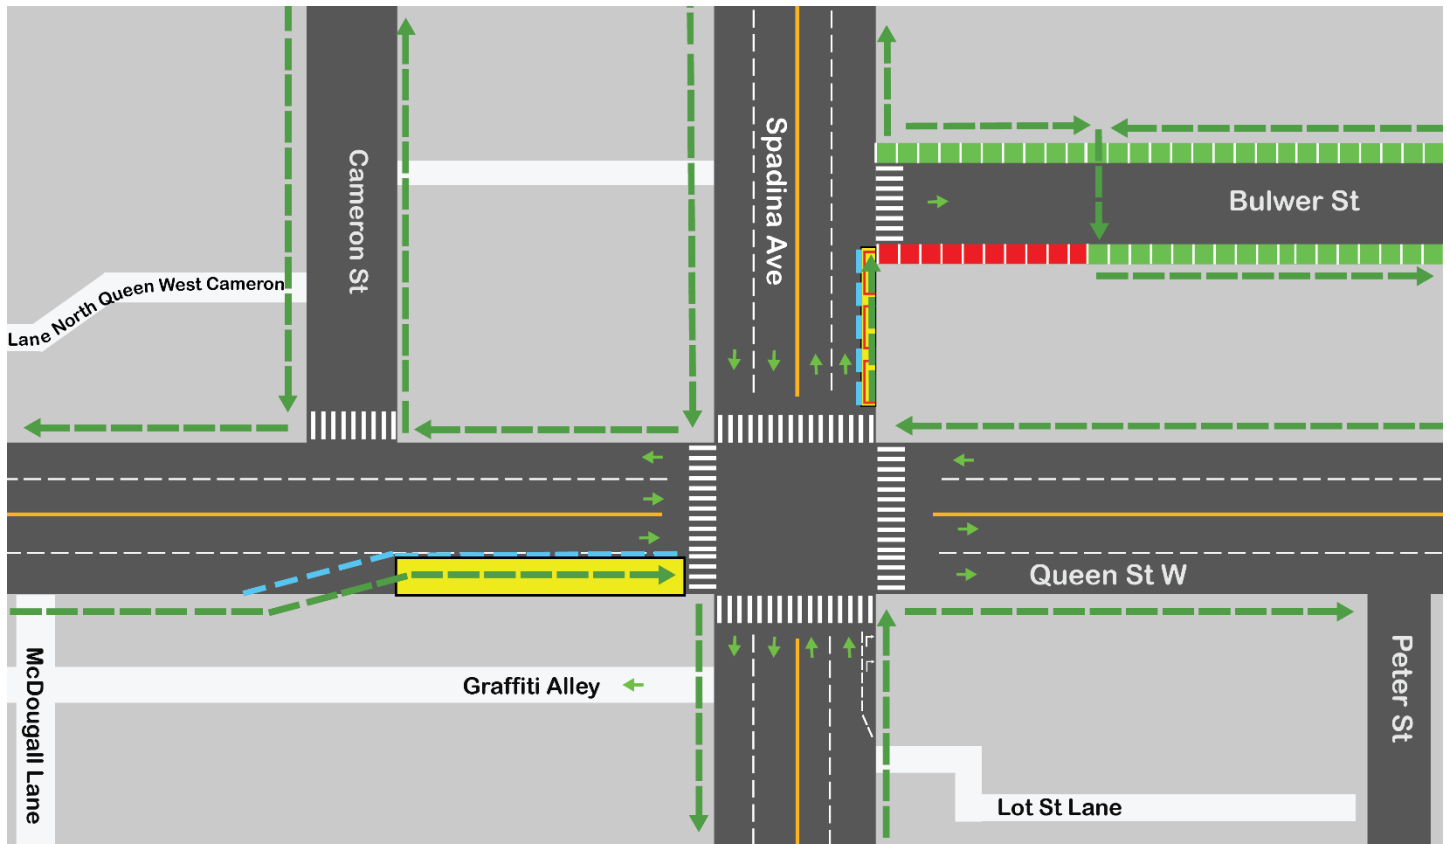 Spadina Ave
Cameron St
Bulwer St
Lane North Queen West Cameron
Queen St W
McDougall Lane
Graffiti Alley
Peter St
Lot St Lane